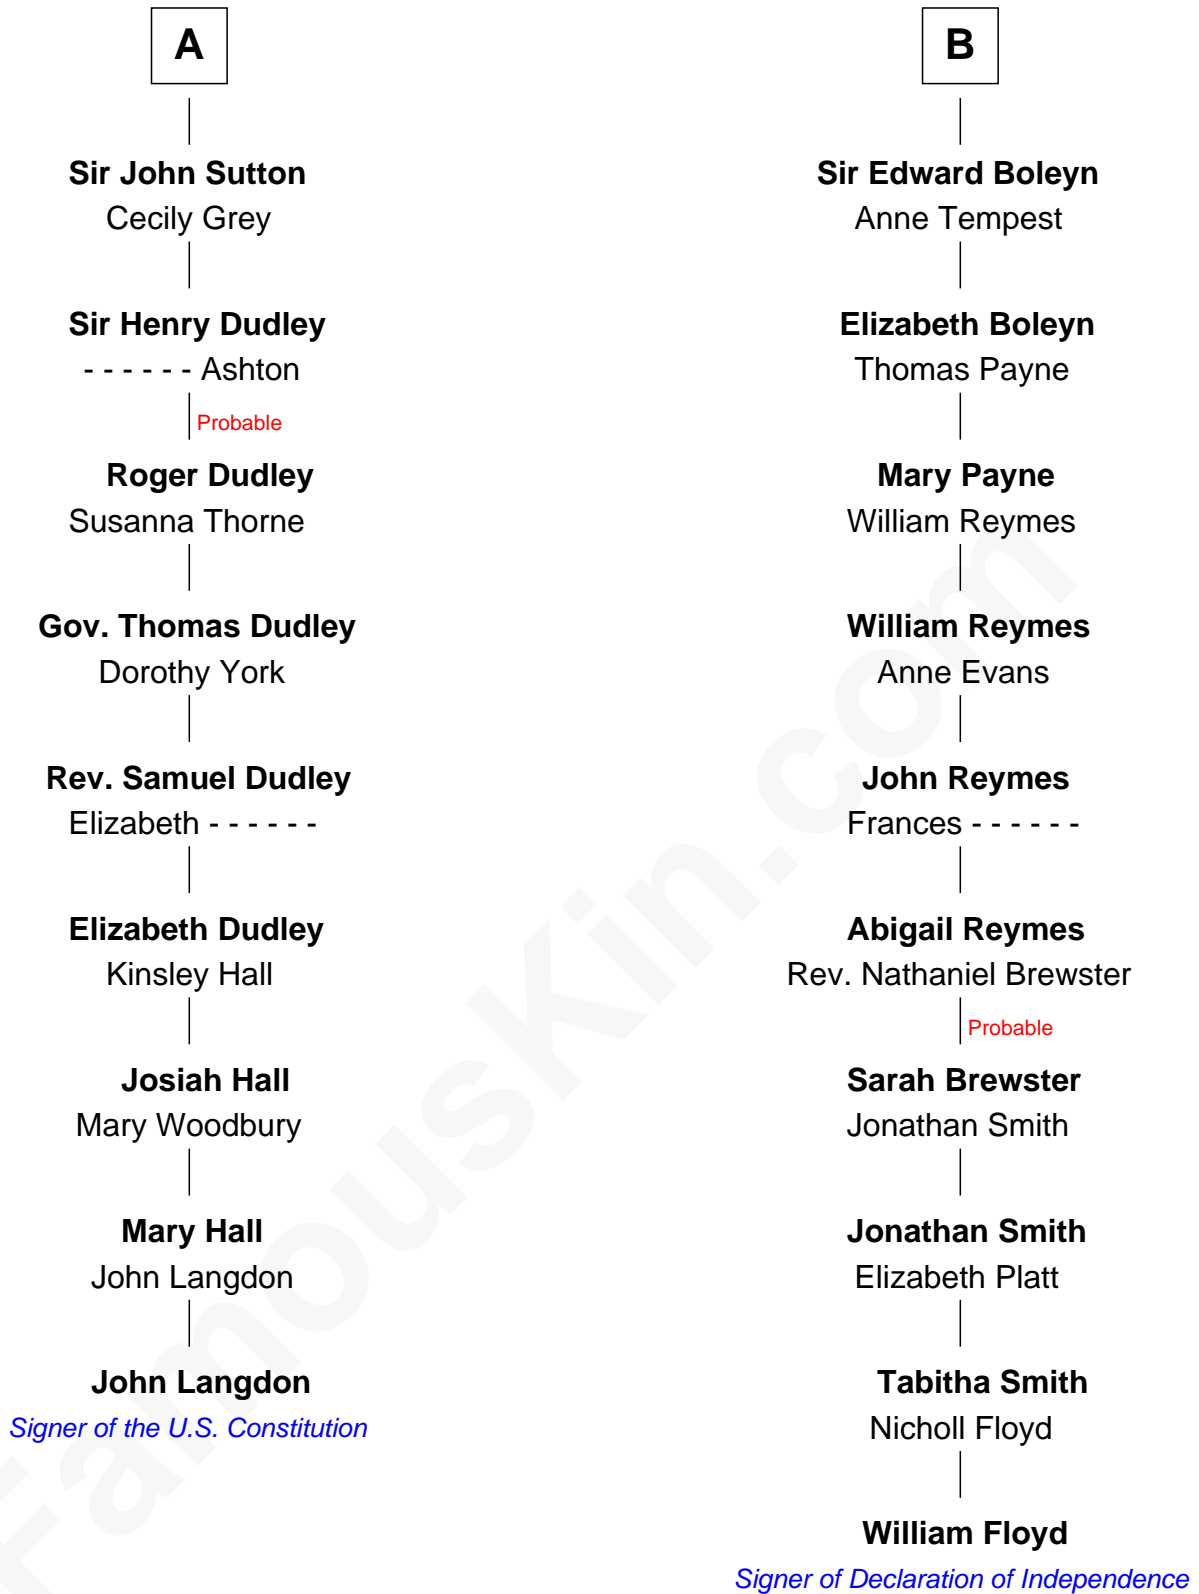 A
Sir John Sutton
Cecily Grey
Sir Henry Dudley
- - - - - - Ashton
Probable
Roger Dudley
Susanna Thorne
Gov. Thomas Dudley
Dorothy York
Rev. Samuel Dudley
Elizabeth - - - - - -
Elizabeth Dudley
Kinsley Hall
Josiah Hall
Mary Woodbury
Mary Hall
John Langdon
John Langdon
Signer of the U.S. Constitution
B
Sir Edward Boleyn
Anne Tempest
Elizabeth Boleyn
Thomas Payne
Mary Payne
William Reymes
William Reymes
Anne Evans
John Reymes
Frances - - - - - -
Abigail Reymes
Rev. Nathaniel Brewster
Probable
Sarah Brewster
Jonathan Smith
Jonathan Smith
Elizabeth Platt
Tabitha Smith
Nicholl Floyd
William Floyd
Signer of Declaration of Independence
FamousKin.com